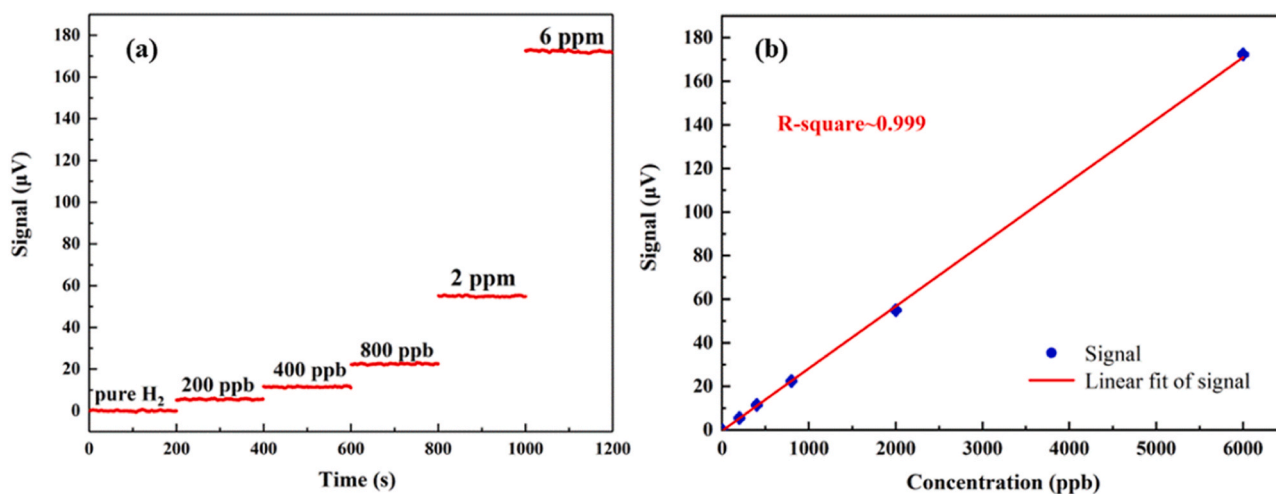 (a)
Signal (μV)
180
160
140
120
100
80
60
40
20
0
pure H₂
200 ppb
400 ppb
800 ppb
2 ppm
6 ppm
0 200 400 600 800 1000 1200
Time (s)
(b)
Signal (μV)
180
160
140
120
100
80
60
40
20
0
R-square~0.999
Signal
Linear fit of signal
0 1000 2000 3000 4000 5000 6000
Concentration (ppb)